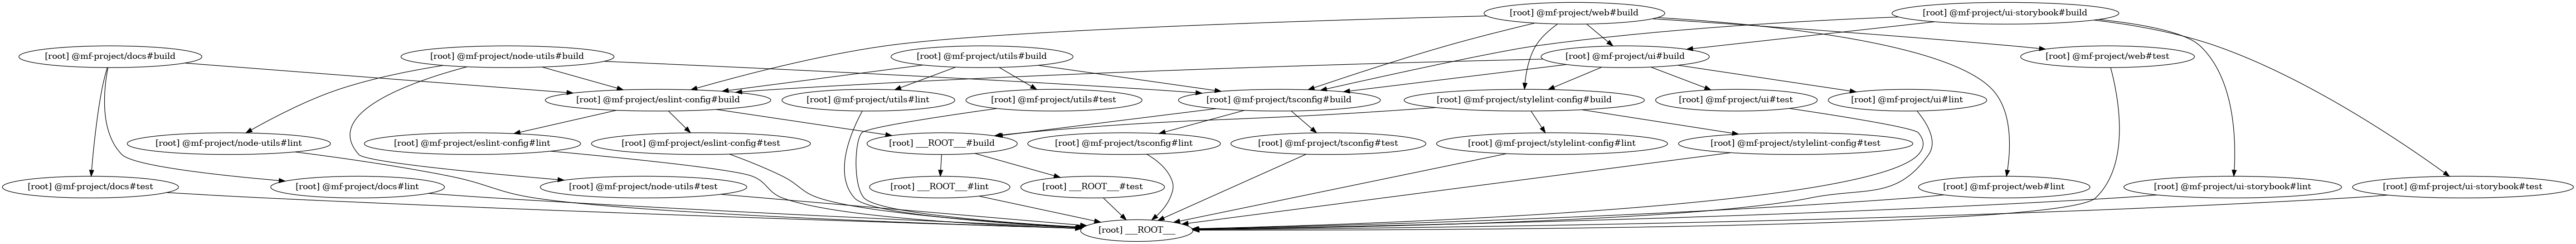 [root] @mf-project/web#build
[root] @mf-project/ui-storybook#build
[root] @mf-project/docs#build
[root] @mf-project/node-utils#build
[root] @mf-project/utils#build
[root] @mf-project/ui#build
[root] @mf-project/web#test
[root] @mf-project/eslint-config#build
[root] @mf-project/utils#lint
[root] @mf-project/utils#test
[root] @mf-project/tsconfig#build
[root] @mf-project/stylelint-config#build
[root] @mf-project/ui#test
[root] @mf-project/ui#lint
[root] @mf-project/node-utils#lint
[root] @mf-project/eslint-config#lint
[root] @mf-project/eslint-config#test
[root] ___ROOT___#build
[root] @mf-project/tsconfig#lint
[root] @mf-project/tsconfig#test
[root] @mf-project/stylelint-config#lint
[root] @mf-project/stylelint-config#test
[root] @mf-project/docs#test
[root] @mf-project/docs#lint
[root] @mf-project/node-utils#test
[root] ___ROOT___#lint
[root] ___ROOT___#test
[root] @mf-project/web#lint
[root] @mf-project/ui-storybook#lint
[root] @mf-project/ui-storybook#test
[root] ___ROOT___